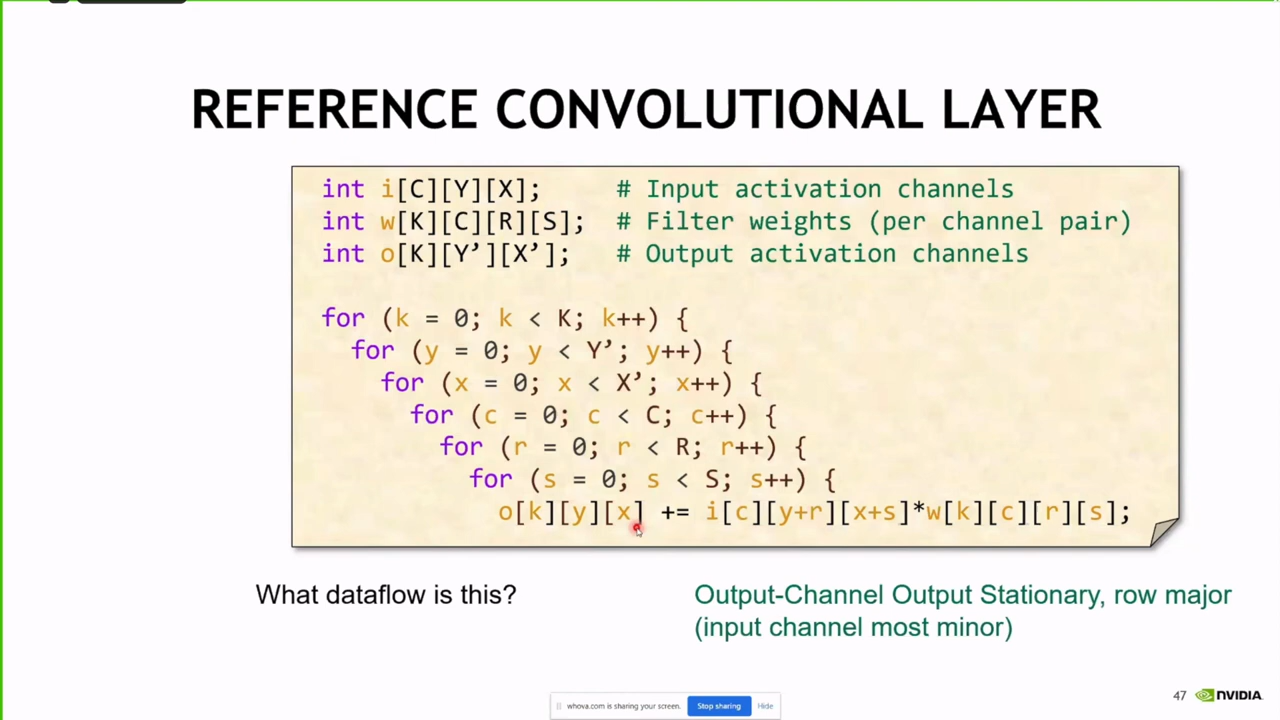 REFERENCE CONVOLUTIONAL LAYER
int i[C][Y][X];        # Input activation channels
int w[K][C][R][S];  # Filter weights (per channel pair)
int o[K][Y’][X’];   # Output activation channels
for (k = 0; k < K; k++) {
for (y = 0; y < Y’; y++) {
for (x = 0; x < X’; x++) {
for (c = 0; c < C; c++) {
for (r = 0; r < R; r++) {
for (s = 0; s < S; s++) {
o[k][y][x] += i[c][y+r][x+s]*w[k][c][r][s];
What dataflow is this?
Output-Channel Output Stationary, row major
(input channel most minor)
47 NVIDIA.
whova.com is sharing your screen. Stop sharing Hide